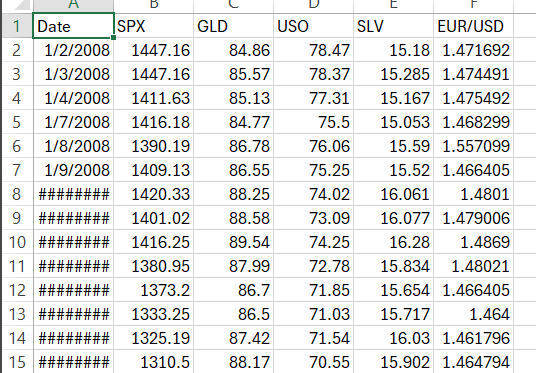 A B C D E F
1 Date SPX GLD USO SLV EUR/USD
2 1/2/2008 1447.16 84.86 78.47 15.18 1.471692
3 1/3/2008 1447.16 85.57 78.37 15.285 1.474491
4 1/4/2008 1411.63 85.13 77.31 15.167 1.475492
5 1/7/2008 1416.18 84.77 75.5 15.053 1.468299
6 1/8/2008 1390.19 86.78 76.06 15.59 1.557099
7 1/9/2008 1409.13 86.55 75.25 15.52 1.466405
8 ######## 1420.33 88.25 74.02 16.061 1.4801
9 ######## 1401.02 88.58 73.09 16.077 1.479006
10 ######## 1416.25 89.54 74.25 16.28 1.4869
11 ######## 1380.95 87.99 72.78 15.834 1.48021
12 ######## 1373.2 86.7 71.85 15.654 1.466405
13 ######## 1333.25 86.5 71.03 15.717 1.464
14 ######## 1325.19 87.42 71.54 16.03 1.461796
15 ######## 1310.5 88.17 70.55 15.902 1.464794